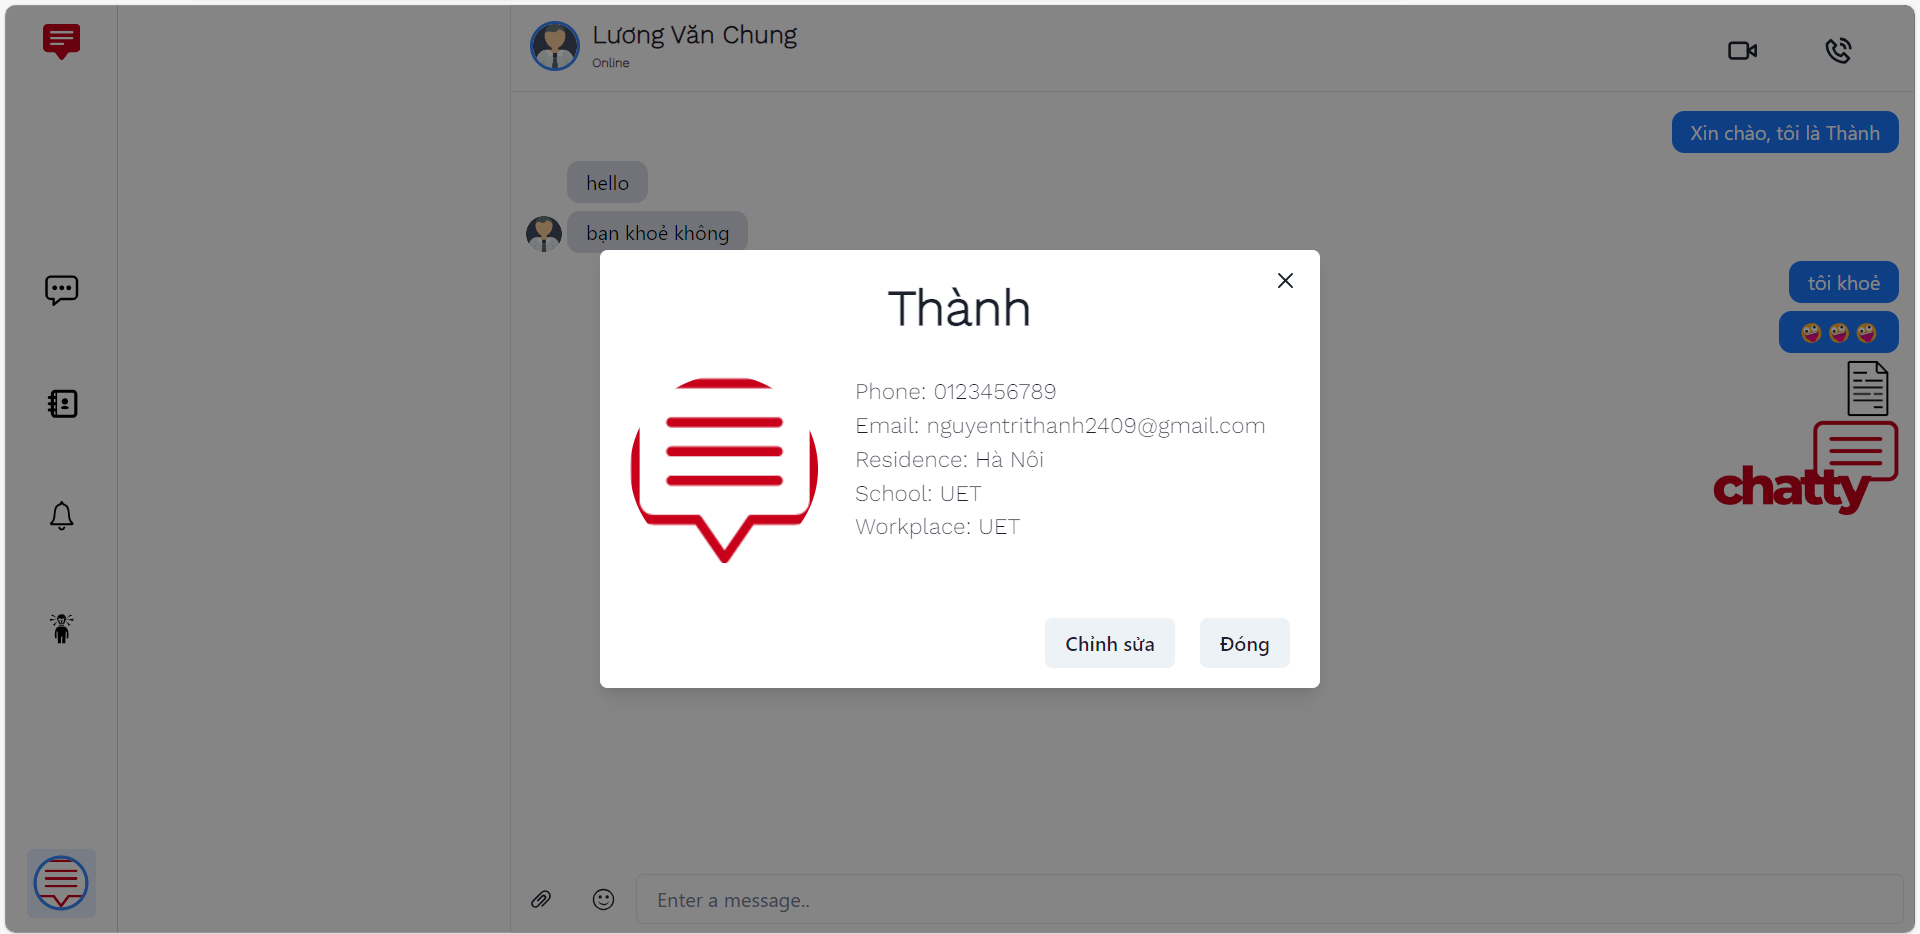 Lương Văn Chung
Online
Xin chào, tôi là Thành
hello
bạn khoẻ không
tôi khoẻ
chatty
Thành
Phone: 0123456789
Email: nguyentrithanh2409@gmail.com
Residence: Hà Nôi
School: UET
Workplace: UET
Chỉnh sửa
Đóng
Enter a message..